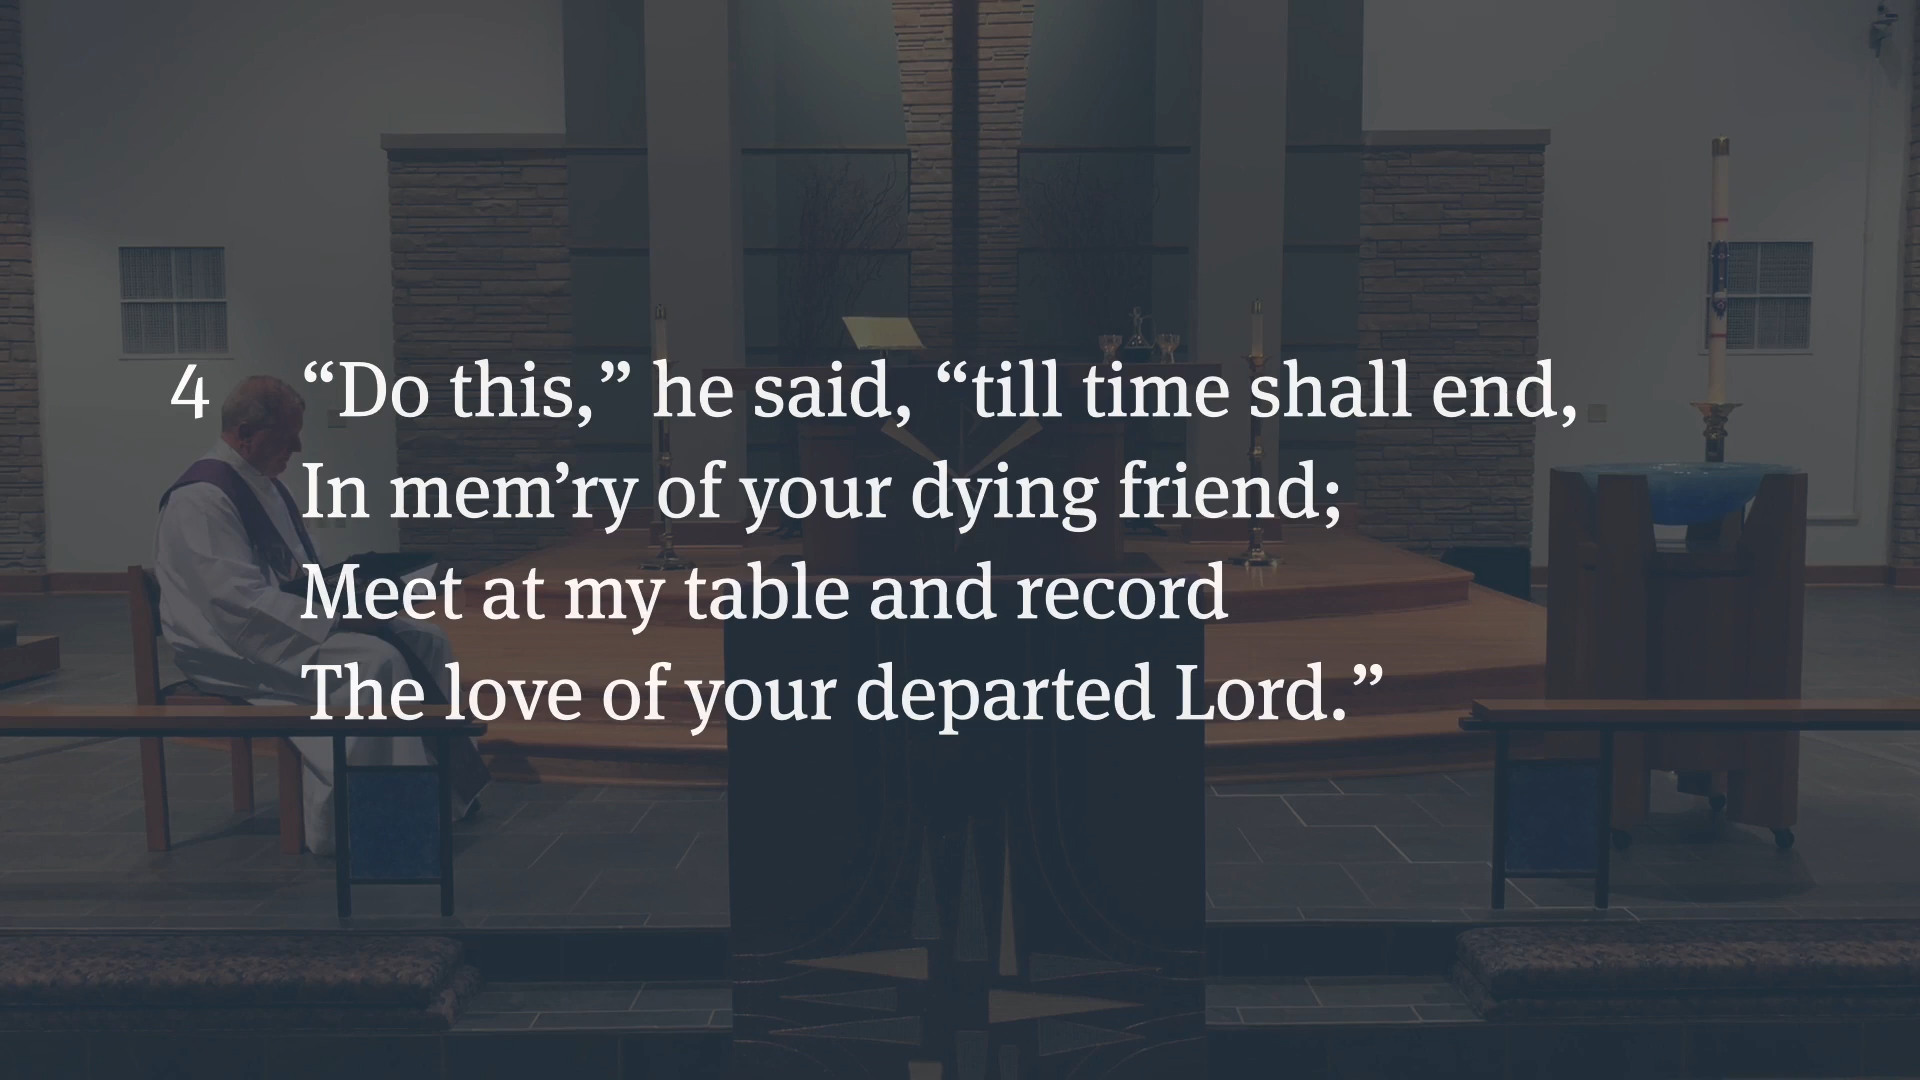 4 “Do this,” he said, “till time shall end,
In mem’ry of your dying friend;
Meet at my table and record
The love of your departed Lord.”